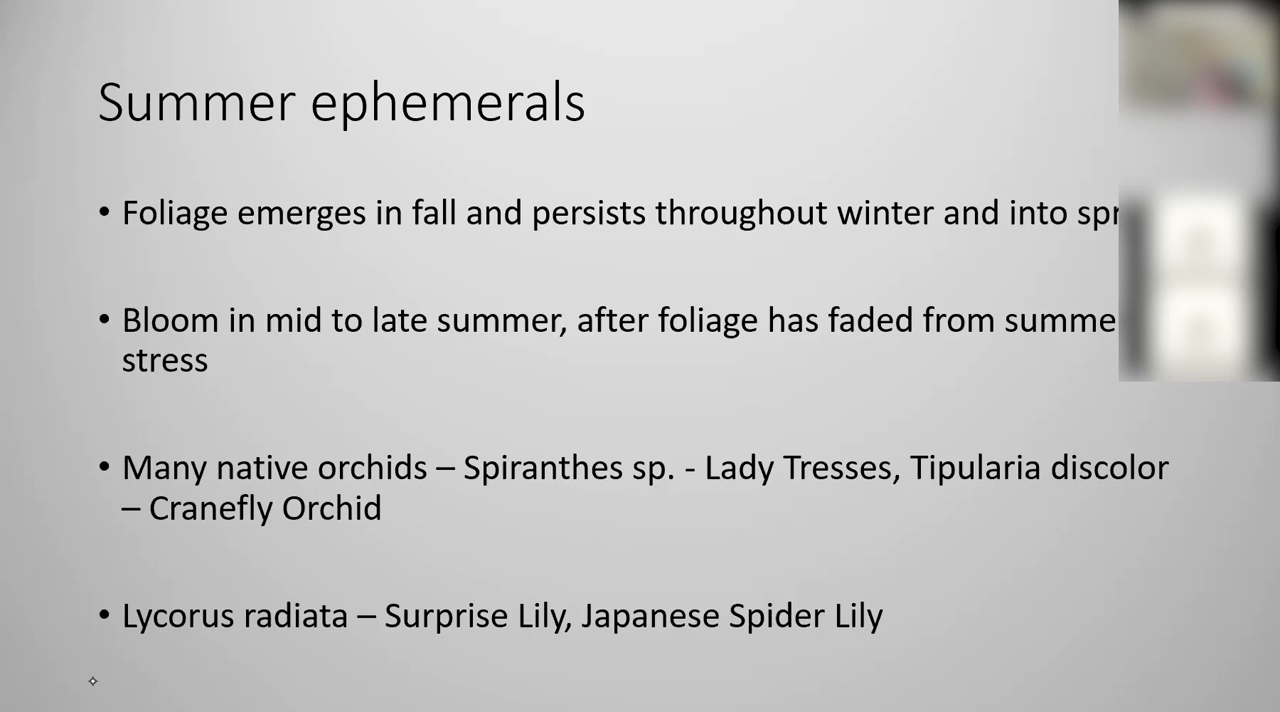 Summer ephemerals
• Foliage emerges in fall and persists throughout winter and into
• Bloom in mid to late summer, after foliage has faded from
stress
• Many native orchids – Spiranthes sp. - Lady Tresses, Tipularia discolor
– Cranefly Orchid
• Lycorus radiata – Surprise Lily, Japanese Spider Lily